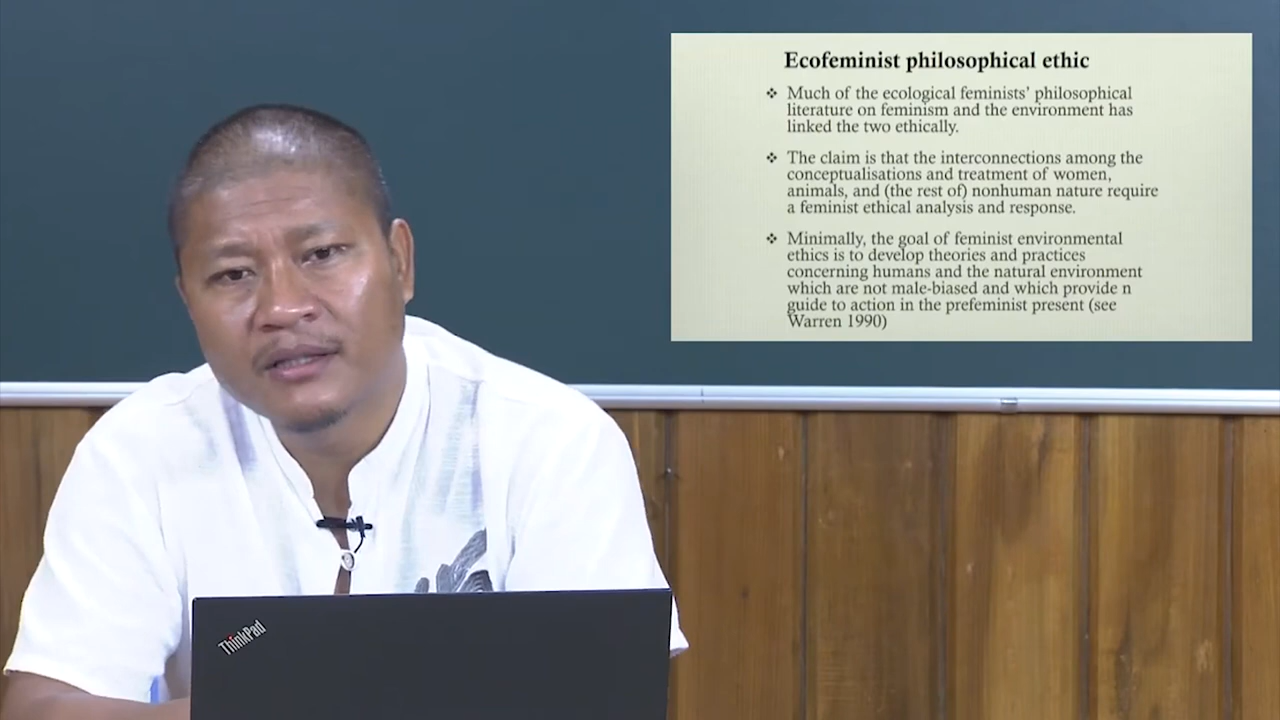 Ecofeminist philosophical ethic
❖ Much of the ecological feminists' philosophical
literature on feminism and the environment has
linked the two ethically.
❖ The claim is that the interconnections among the
conceptualisations and treatment of women,
animals, and (the rest of) nonhuman nature require
a feminist ethical analysis and response.
❖ Minimally, the goal of feminist environmental
ethics is to develop theories and practices
concerning humans and the natural environment
which are not male-biased and which provide n
guide to action in the prefeminist present (see
Warren 1990)
ThinkPad